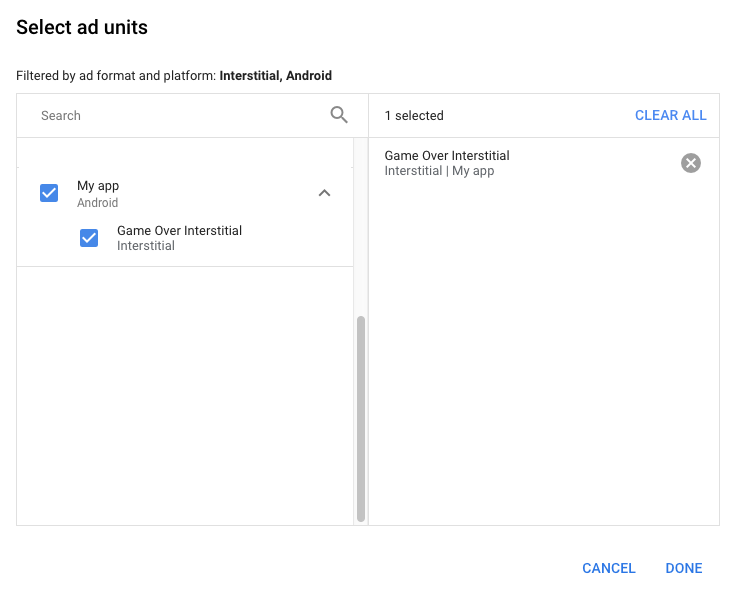 Select ad units
Filtered by ad format and platform: Interstitial, Android
Search
1 selected
CLEAR ALL
My app
Android
Game Over Interstitial
Interstitial
Game Over Interstitial
Interstitial | My app
CANCEL
DONE